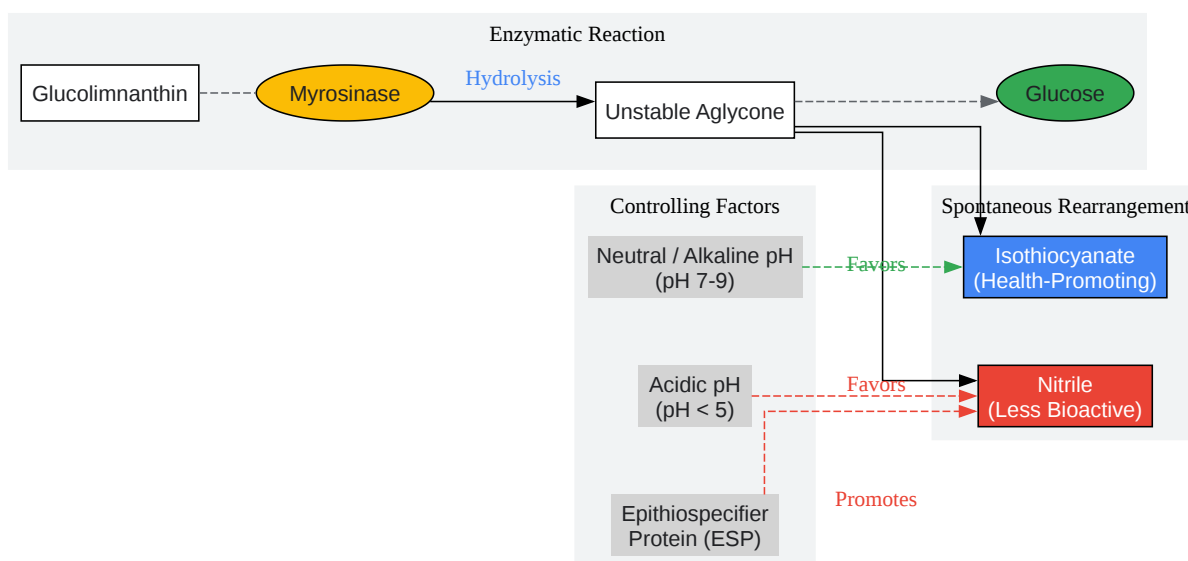 Enzymatic Reaction
Glucolimnanthin
Myrosinase
Hydrolysis
Unstable Aglycone
Glucose
Controlling Factors
Neutral / Alkaline pH
(pH 7-9)
Favors
Acidic pH
(pH < 5)
Favors
Epithiospecifier
Protein (ESP)
Promotes
Spontaneous Rearrangement
Isothiocyanate
(Health-Promoting)
Nitrile
(Less Bioactive)